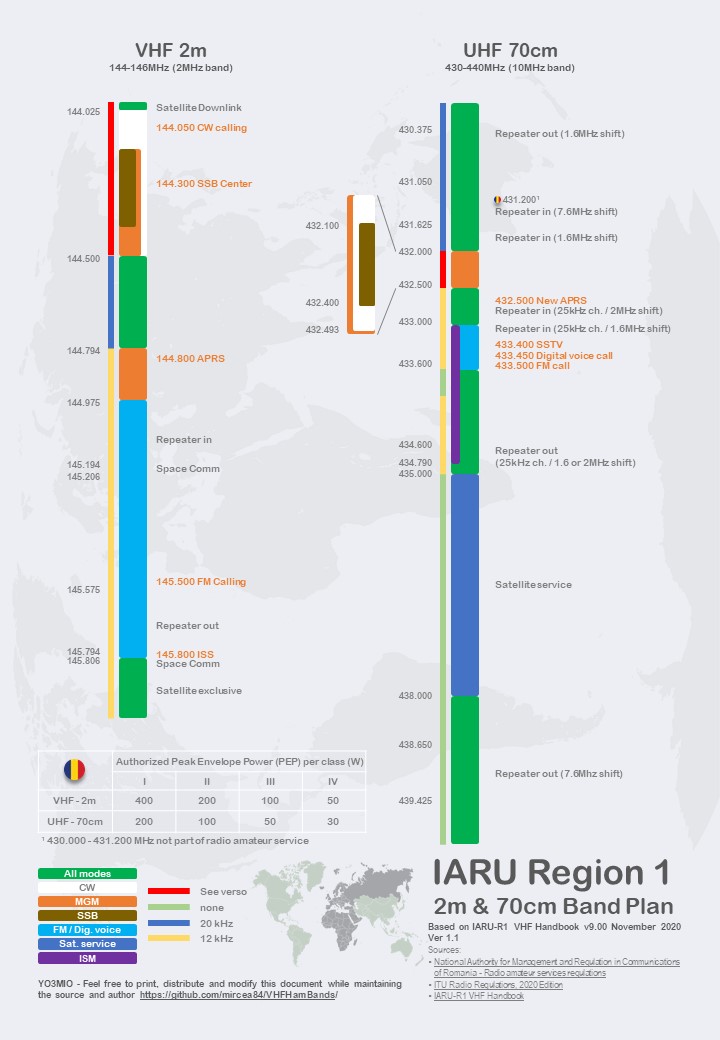 VHF 2m
144-146MHz (2MHz band)
144.025
Satellite Downlink
144.050 CW calling
144.300 SSB Center
144.500
144.794
144.800 APRS
144.975
Repeater in
145.194
Space Comm
145.206
145.500 FM Calling
145.575
Repeater out
145.794
145.800 ISS
145.806
Space Comm
Satellite exclusive
UHF 70cm
430-440MHz (10MHz band)
430.375
Repeater out (1.6MHz shift)
431.050
431.200¹
Repeater in (7.6MHz shift)
431.625
Repeater in (1.6MHz shift)
432.000
432.100
432.400
432.493
432.500
432.500 New APRS
Repeater in (25kHz ch. / 2MHz shift)
433.000
Repeater in (25kHz ch. / 1.6MHz shift)
433.400 SSTV
433.450 Digital voice call
433.500 FM call
433.600
434.600
Repeater out
434.790
(25kHz ch. / 1.6 or 2MHz shift)
435.000
Satellite service
438.000
438.650
Repeater out (7.6Mhz shift)
439.425
Authorized Peak Envelope Power (PEP) per class (W)
I II III IV
VHF - 2m 400 200 100 50
UHF - 70cm 200 100 50 30
¹ 430.000 - 431.200 MHz not part of radio amateur service
All modes
CW
MGM
SSB
FM / Dig. voice
Sat. service
ISM
See verso
none
20 kHz
12 kHz
YO3MIO - Feel free to print, distribute and modify this document while maintaining
the source and author https://github.com/mircea84/VHFHamBands/
IARU Region 1
2m & 70cm Band Plan
Based on IARU-R1 VHF Handbook v9.00 November 2020
Ver 1.1
Sources:
• National Authority for Management and Regulation in Communications
of Romania - Radio amateur services regulations
• ITU Radio Regulations, 2020 Edition
• IARU-R1 VHF Handbook